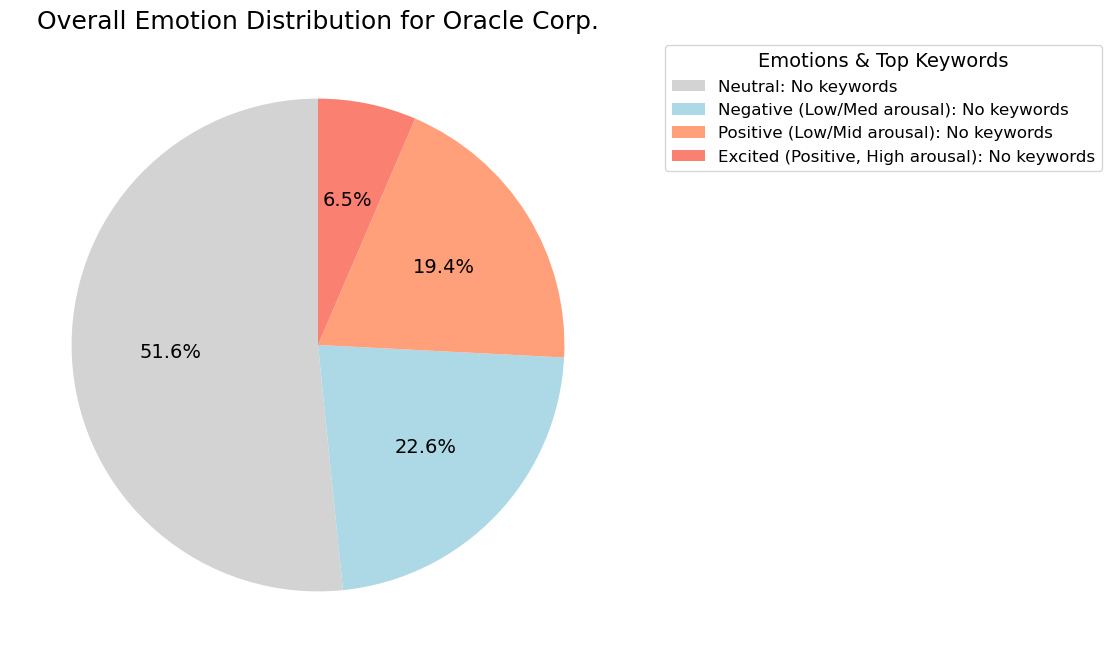 Overall Emotion Distribution for Oracle Corp.
Emotions & Top Keywords
Neutral: No keywords
Negative (Low/Med arousal): No keywords
Positive (Low/Mid arousal): No keywords
Excited (Positive, High arousal): No keywords
6.5%
19.4%
51.6%
22.6%